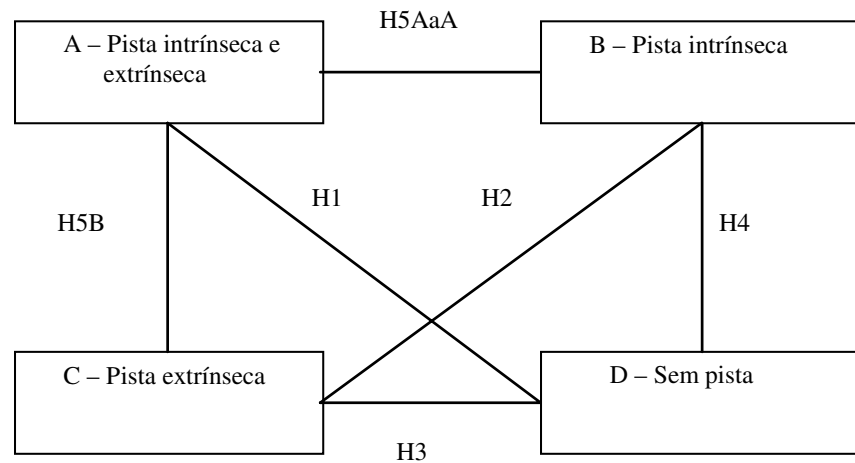 H5AaA
A – Pista intrínseca e
extrínseca
B – Pista intrínseca
H5B
H1
H2
H4
C – Pista extrínseca
D – Sem pista
H3